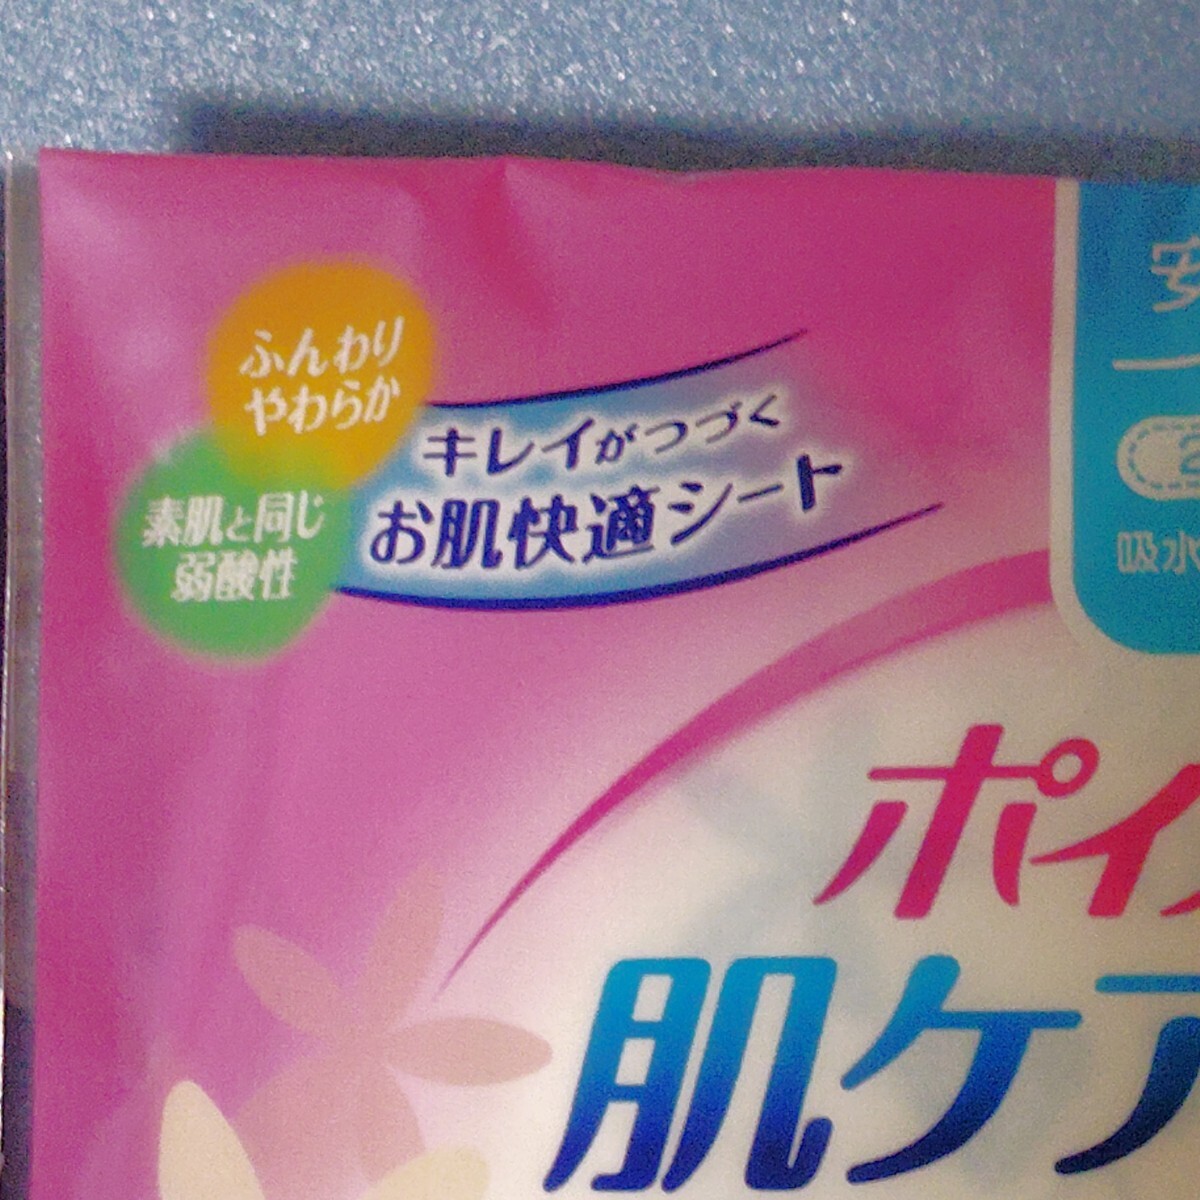 ふんわり
やわらか
素肌と同じ
弱酸性
キレイがつづく
お肌快適シート
安
2
吸水
ポイ
肌ケア